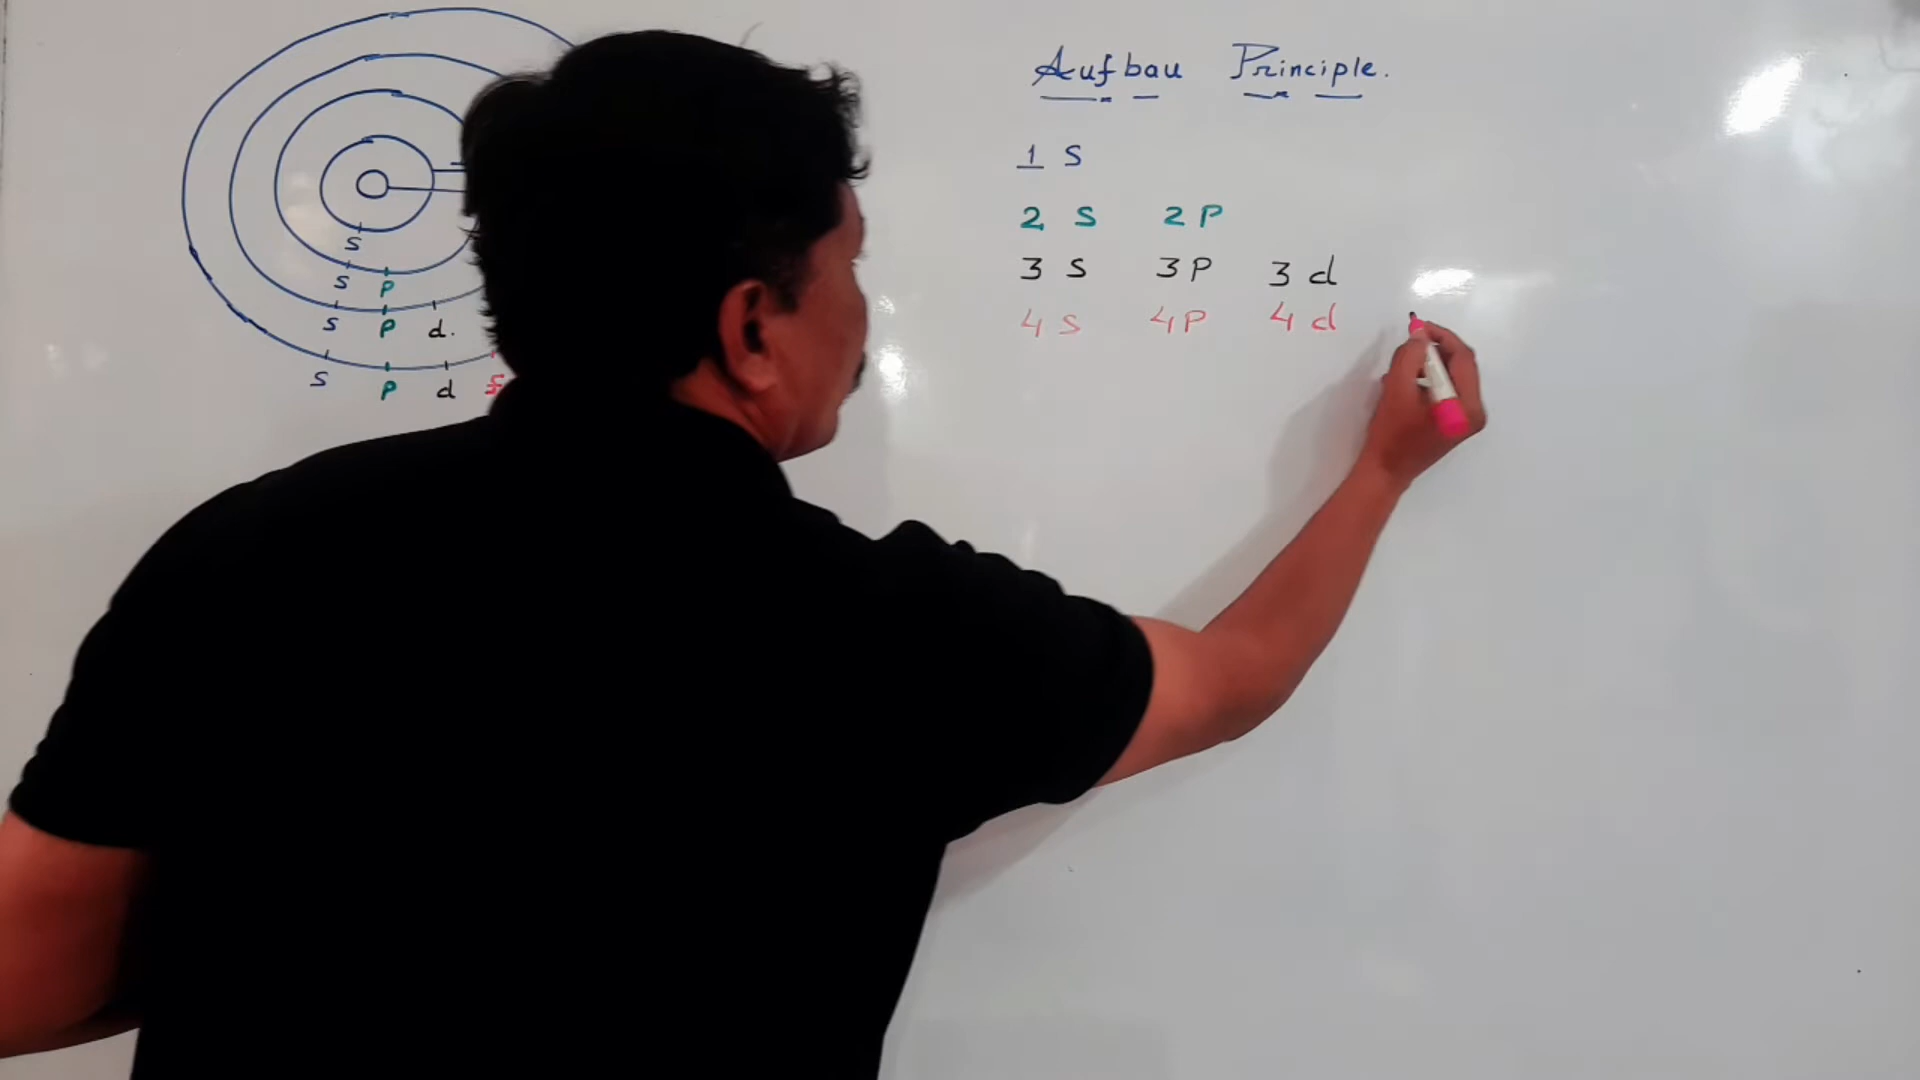 Aufbau Principle.
1 s
2 s 2 p
3 s 3 p 3 d
4 s 4 p 4 d
s
s p
s p d.
s p d f